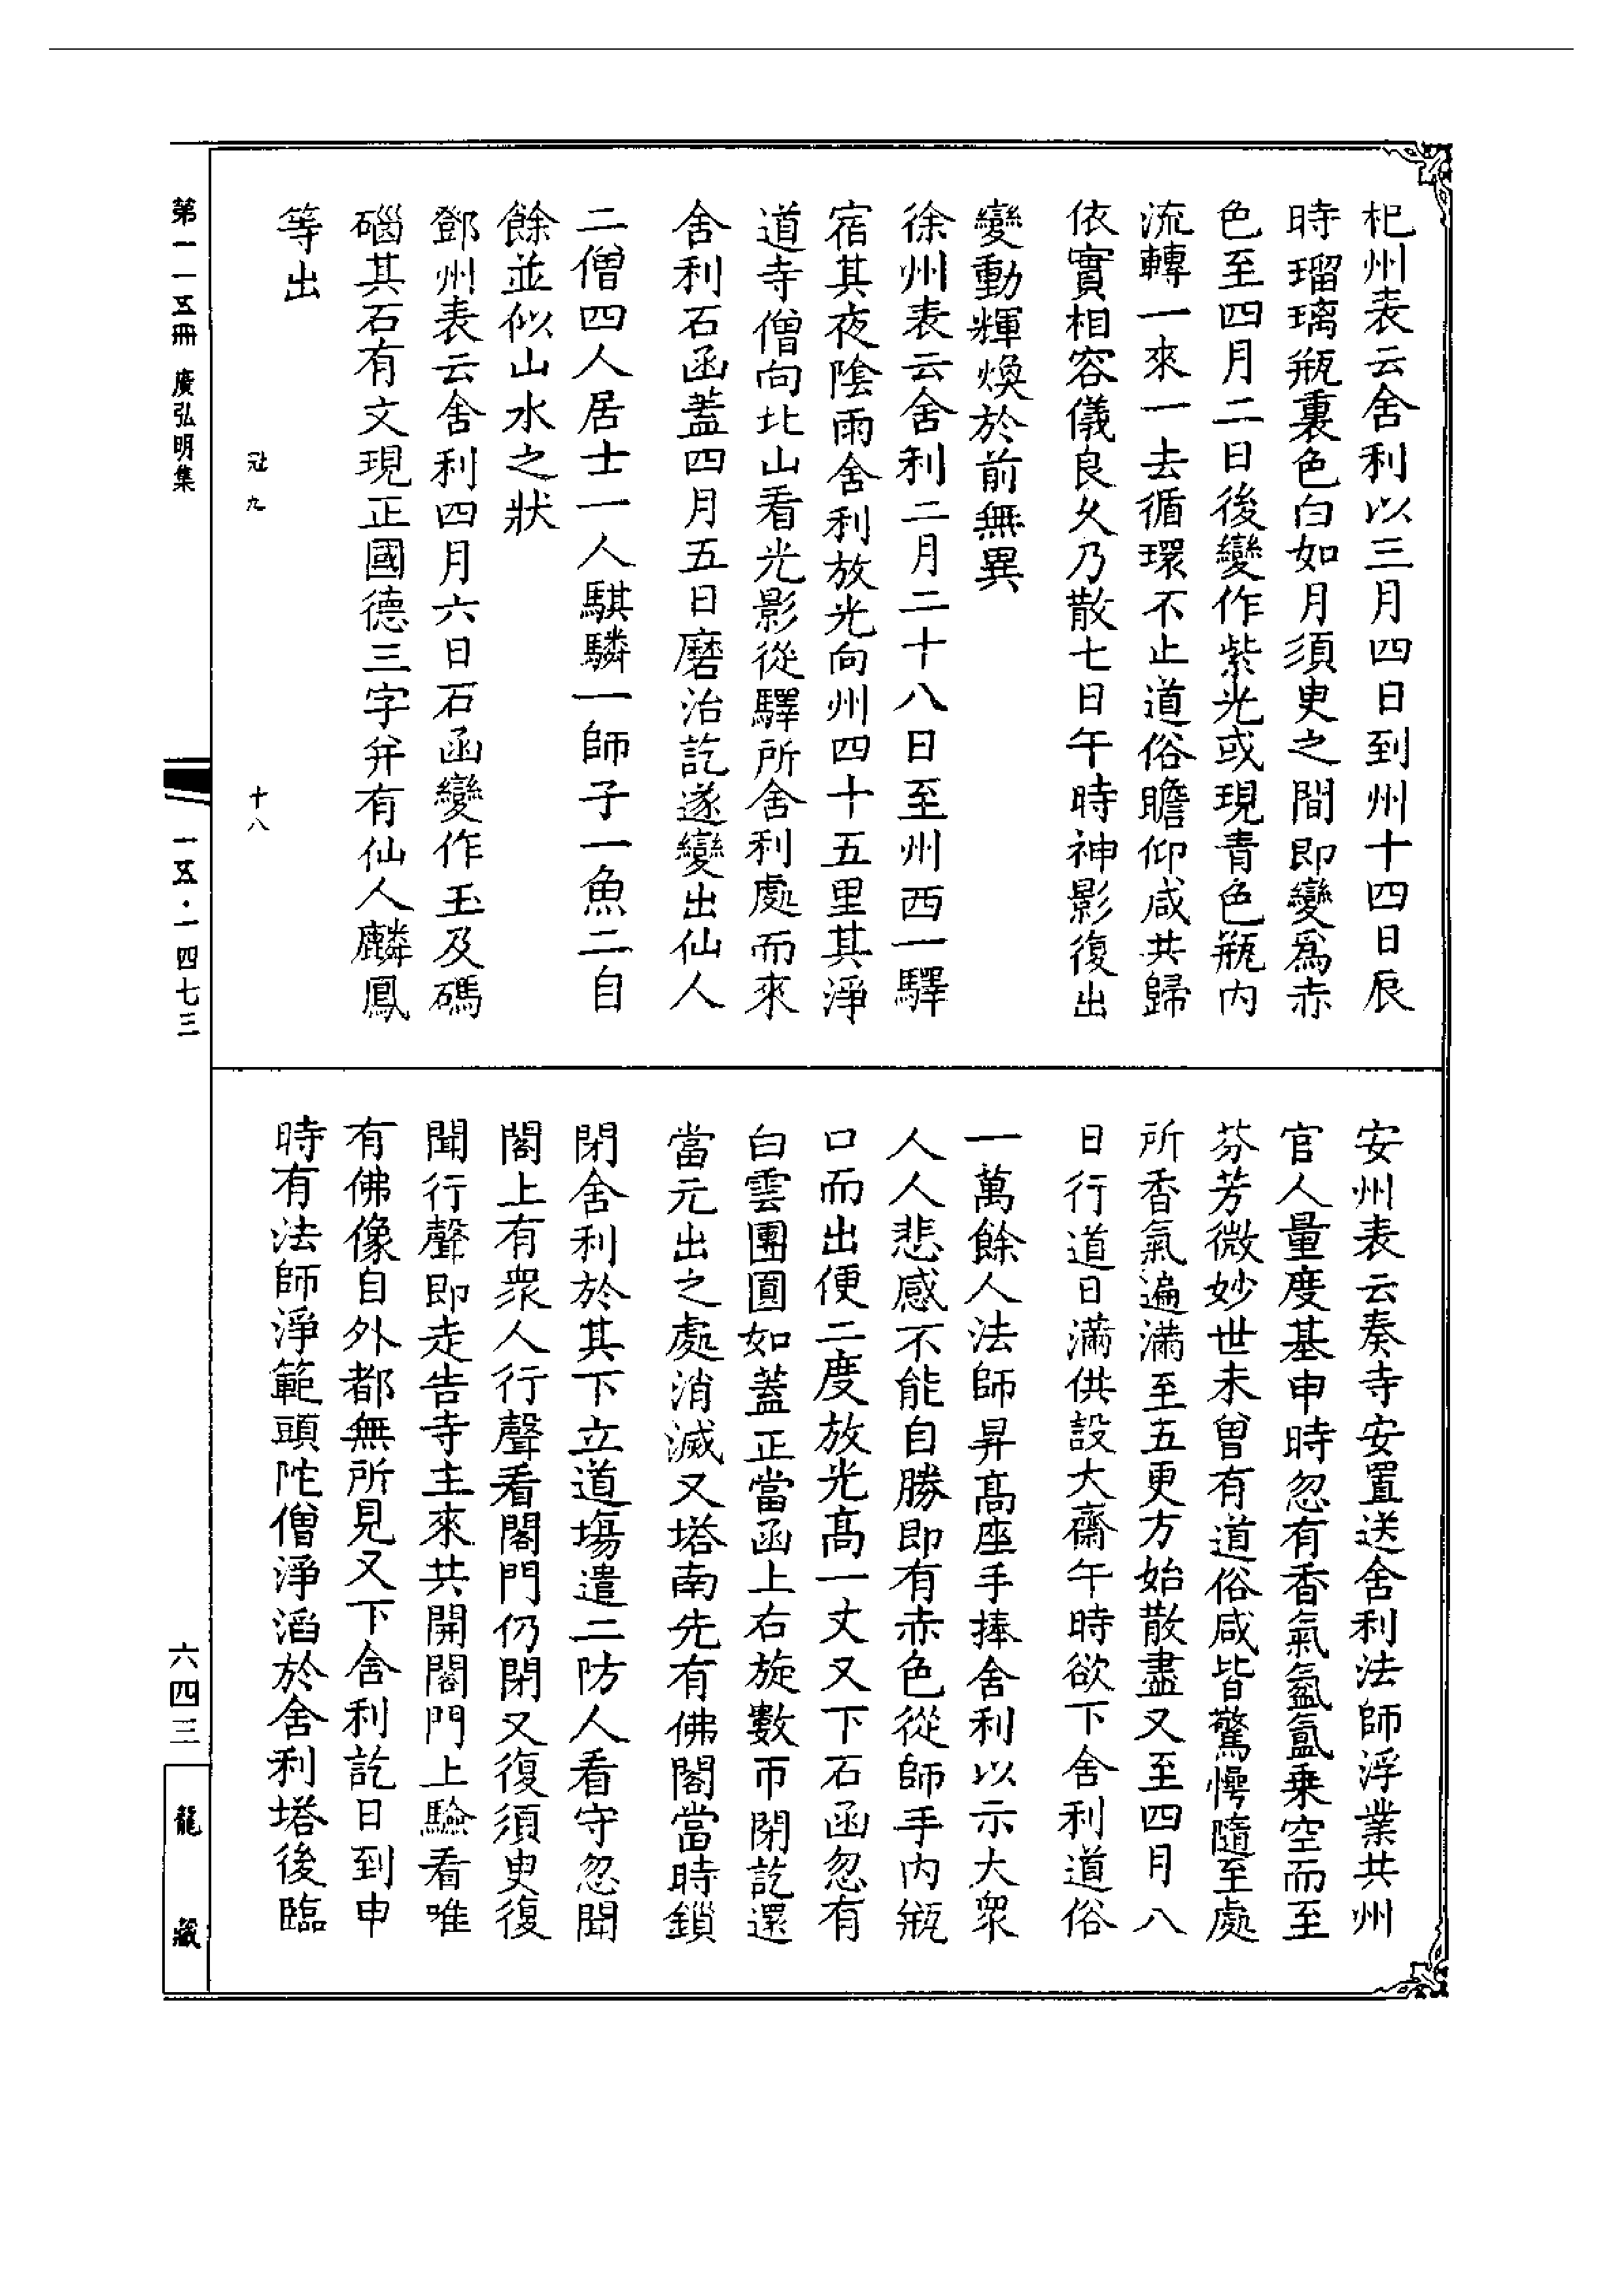 杞州表云舍利以三月四日到州十四日辰
時瑠璃瓶裏色白如月須臾之間即變爲赤
色至四月二日後變作紫光或現青色瓶内
流轉一來一去循環不止道俗瞻仰咸共歸
依實相容儀良久乃散七日午時神影復出
變動輝煥於前無異
徐州表云舍利二月二十八日至州西一驛
宿其夜陰雨舍利放光向州四十五里其淨
道寺僧向北山看光影從驛所舍利處而來
舍利石函蓋四月五日磨治訖遂變出仙人
二僧四人居士一人騏驎一師子一魚二自
餘並似山水之狀
鄧州表云舍利四月六日石函變作玉及碼
碯其石有文現正國德三字并有仙人麟鳳
等出
安州表云奏寺安置送舍利法師浮業共州
官人量度基申時忽有香氣氤氲乗空而至
芬芳微妙世未曾有道俗咸皆驚愕隨至處
所香氣遍滿至五更方始散盡又至四月八
日行道日滿供設大齋午時欲下舍利道俗
一萬餘人法師昇髙座手捧舍利以示大衆
人人悲感不能自勝即有赤色從師手内瓶
口而出便二度放光髙一丈又下石函忽有
白雲團圓如蓋正當函上右旋數帀閉訖還
當元出之處消滅又塔南先有佛閣當時鎖
閉舍利於其下立道塲遣二防人看守忽聞
閣上有衆人行聲看閣門仍閉又復須臾復
聞行聲即走告寺主來共開閣門上驗看唯
有佛像自外都無所見又下舍利訖日到申
時有法師淨範頭陀僧淨滔於舍利塔後臨
冠九 十八
第一一五冊 廣弘明集 一五·一四七三 六四三
龍藏